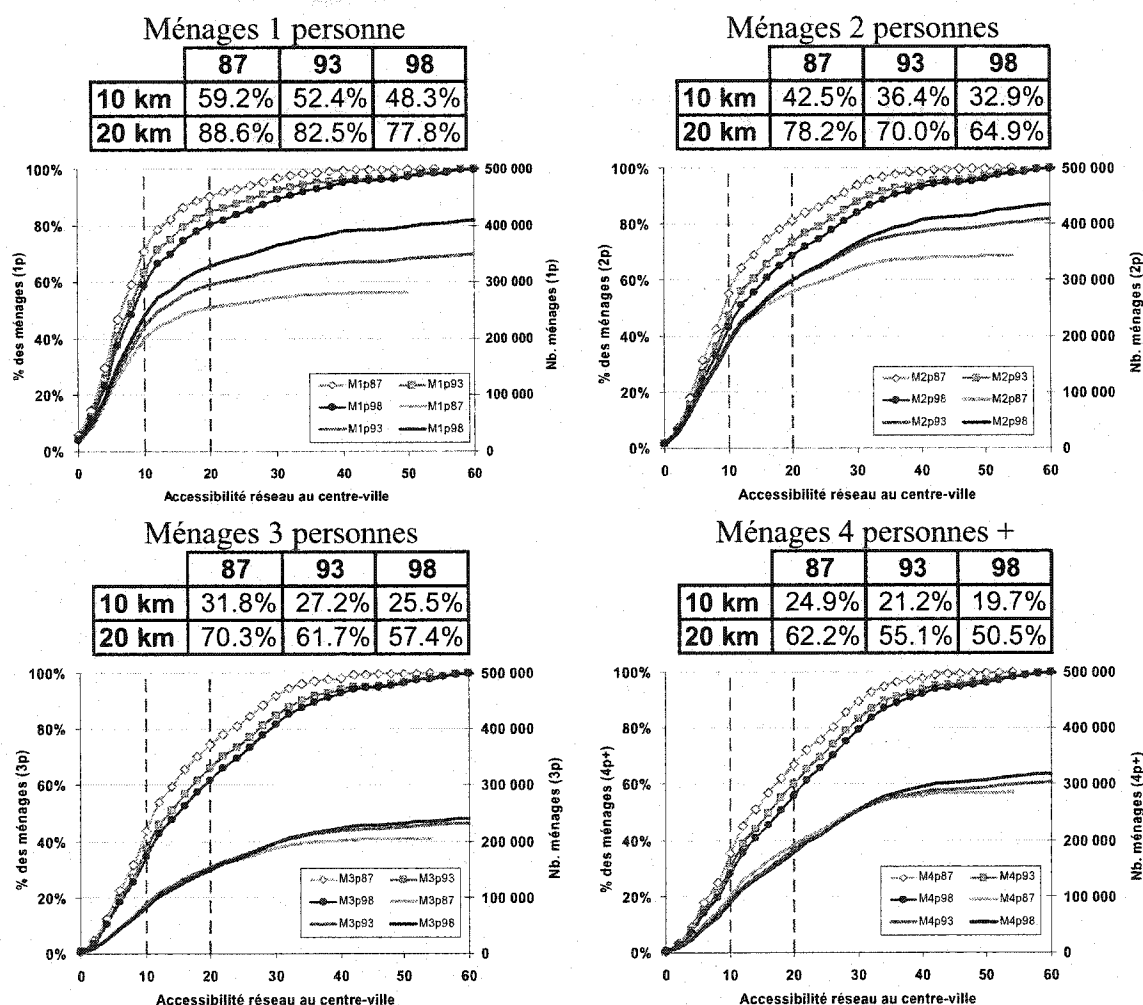 Ménages 1 personne
87 93 98
10 km 59.2% 52.4% 48.3%
20 km 88.6% 82.5% 77.8%
100%
80%
60%
40%
20%
0%
% des ménages (1p)
500 000
400 000
300 000
200 000
100 000
0
Nb. ménages (1p)
M1p87 M1p93
M1p98 M1p87
M1p93 M1p98
0 10 20 30 40 50 60
Accessibilité réseau au centre-ville
Ménages 2 personnes
87 93 98
10 km 42.5% 36.4% 32.9%
20 km 78.2% 70.0% 64.9%
100%
80%
60%
40%
20%
0%
% des ménages (2p)
500 000
400 000
300 000
200 000
100 000
0
Nb. ménages (2p)
M2p87 M2p93
M2p98 M2p87
M2p93 M2p98
0 10 20 30 40 50 60
Accessibilité réseau au centre-ville
Ménages 3 personnes
87 93 98
10 km 31.8% 27.2% 25.5%
20 km 70.3% 61.7% 57.4%
100%
80%
60%
40%
20%
0%
% des ménages (3p)
500 000
400 000
300 000
200 000
100 000
0
Nb. ménages (3p)
M3p87 M3p93
M3p98 M3p87
M3p93 M3p98
0 10 20 30 40 50 60
Accessibilité réseau au centre-ville
Ménages 4 personnes +
87 93 98
10 km 24.9% 21.2% 19.7%
20 km 62.2% 55.1% 50.5%
100%
80%
60%
40%
20%
0%
% des ménages (4p+)
500 000
400 000
300 000
200 000
100 000
0
Nb. ménages (4p+)
M4p87 M4p93
M4p98 M4p87
M4p93 M4p98
0 10 20 30 40 50 60
Accessibilité réseau au centre-ville